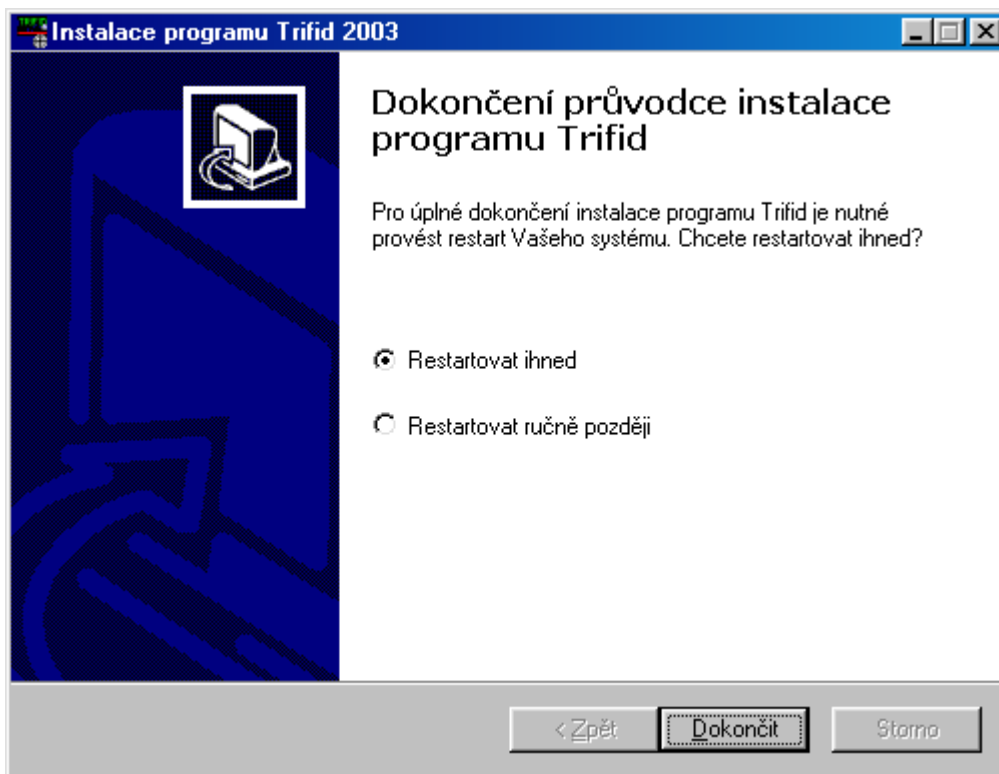 Instalace programu Trifid 2003
Dokončení průvodce instalace
programu Trifid
Pro úplné dokončení instalace programu Trifid je nutné
provést restart Vašeho systému. Chcete restartovat ihned?
Restartovat ihned
Restartovat ručně později
< Zpět
Dokončit
Storno